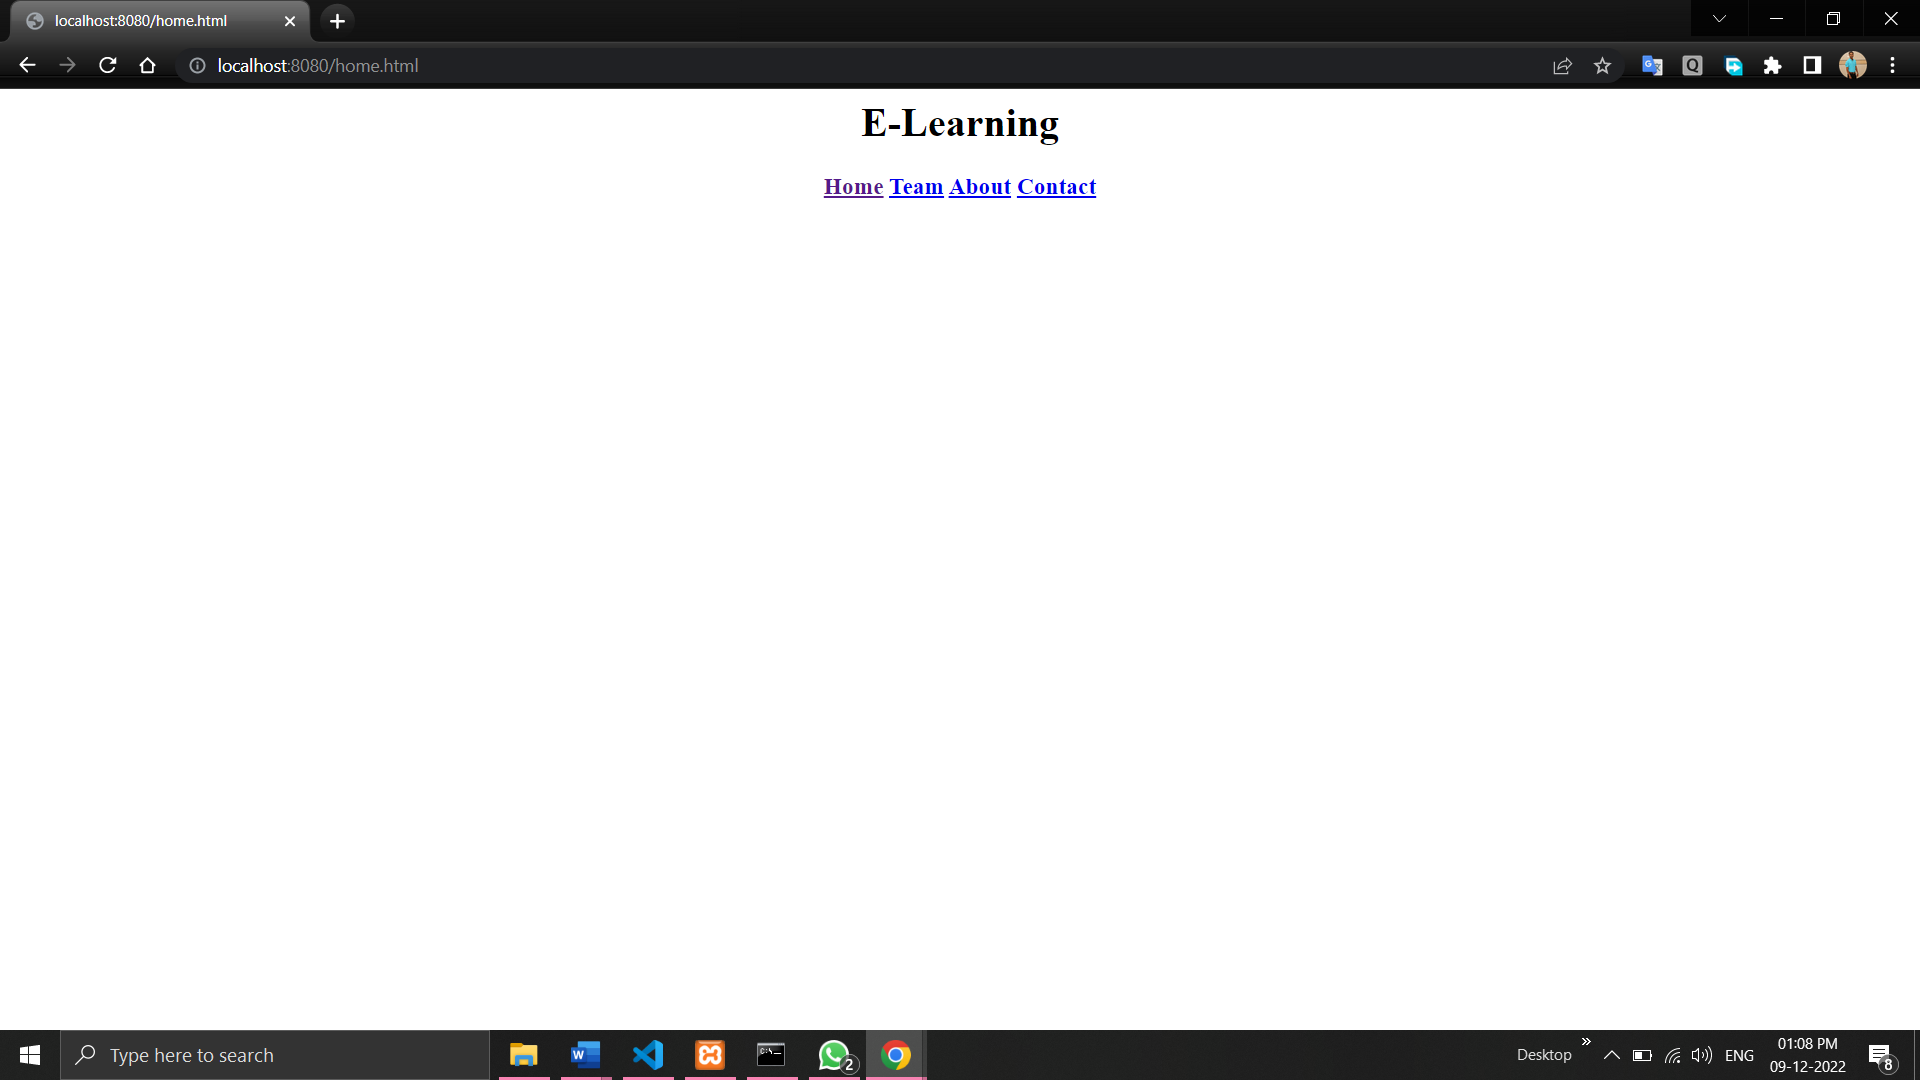 localhost:8080/home.html
localhost:8080/home.html
E-Learning
Home Team About Contact
Type here to search
2
Desktop
ENG
01:08 PM
09-12-2022
8